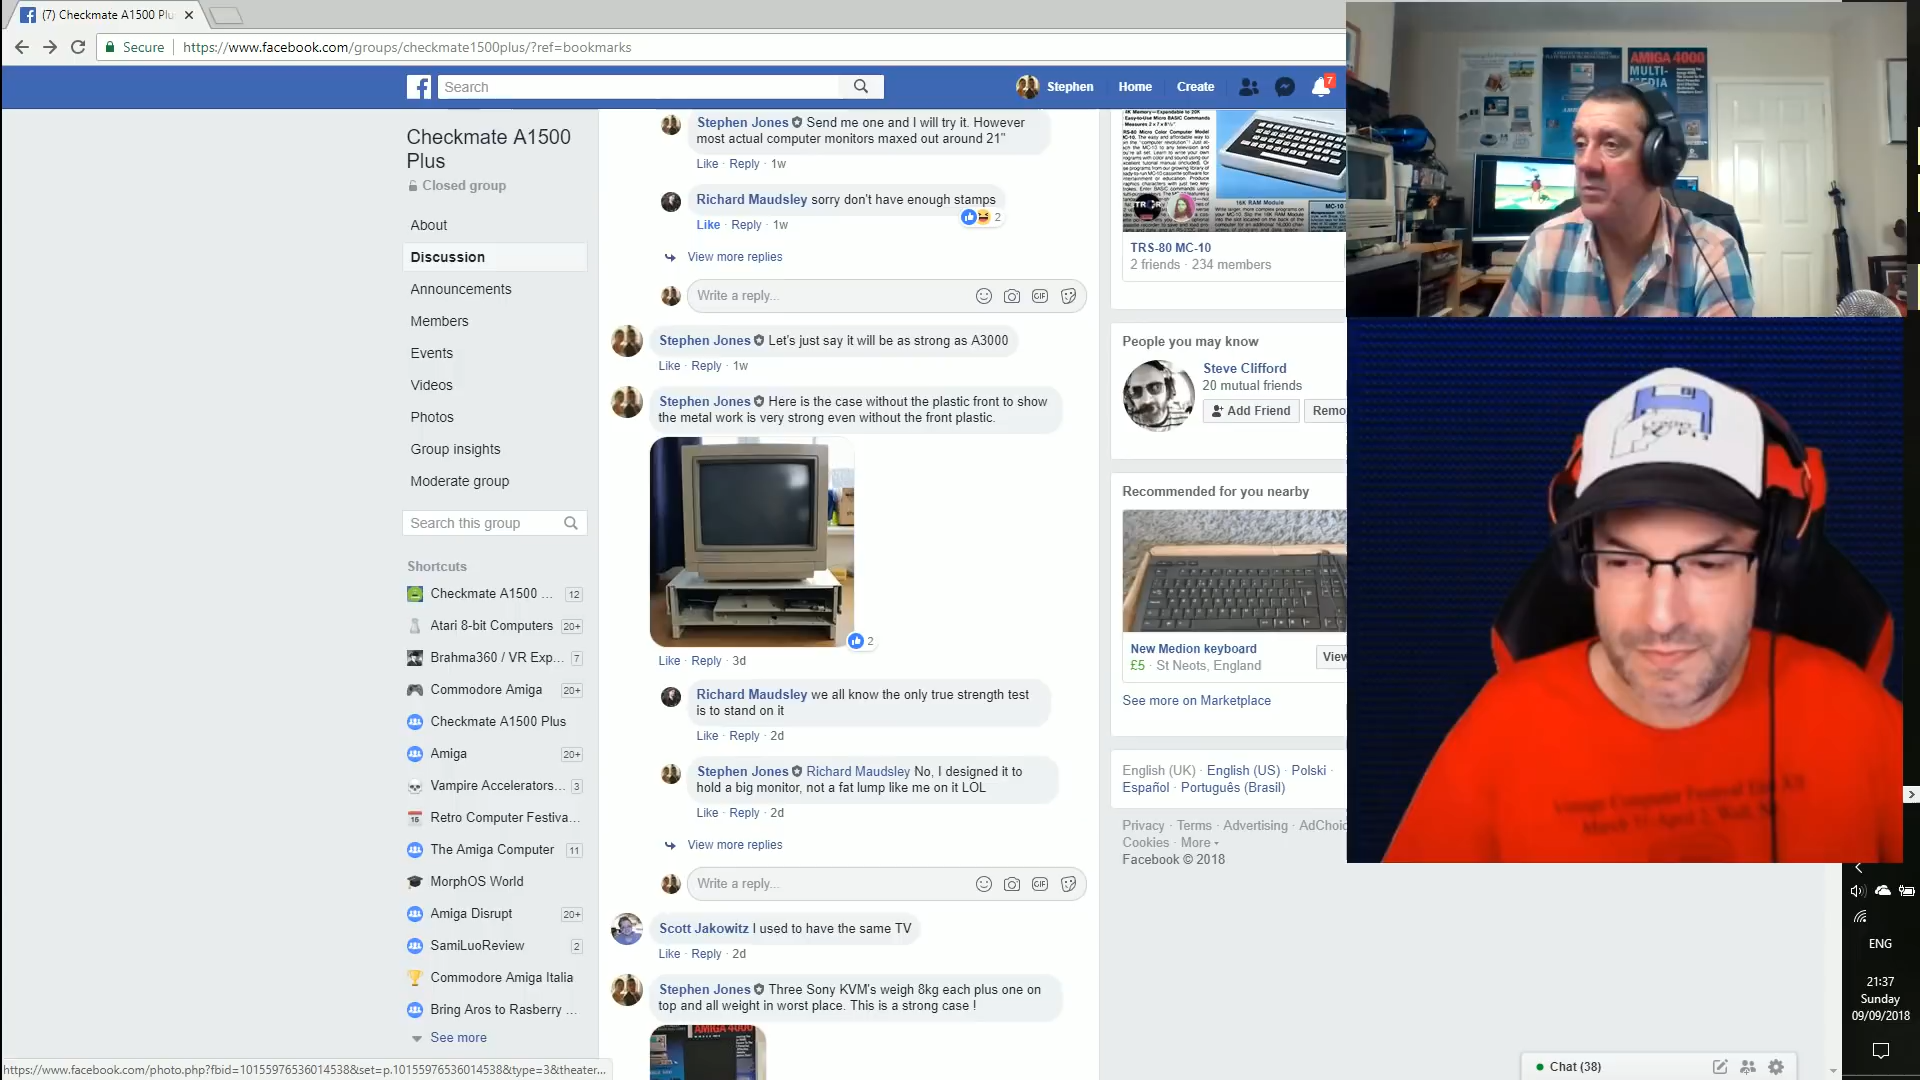 (7) Checkmate A1500 Plu
Secure
https://www.facebook.com/groups/checkmate1500plus/?ref=bookmarks
Search
Stephen
Home
Create
7
Checkmate A1500
Plus
Closed group
About
Discussion
Announcements
Members
Events
Videos
Photos
Group insights
Moderate group
Search this group
Shortcuts
Checkmate A1500 ... 12
Atari 8-bit Computers 20+
Brahma360 / VR Exp... 7
Commodore Amiga 20+
Checkmate A1500 Plus
Amiga 20+
Vampire Accelerators... 3
Retro Computer Festiva...
The Amiga Computer 11
MorphOS World
Amiga Disrupt 20+
SamiLuoReview 2
Commodore Amiga Italia
Bring Aros to Rasberry ...
See more
https://www.facebook.com/photo.php?fbid=10155976536014538&set=p.10155976536014538&type=3&theater...
Stephen Jones Send me one and I will try it. However
most actual computer monitors maxed out around 21"
Like · Reply · 1w
Richard Maudsley sorry don't have enough stamps
2
Like · Reply · 1w
View more replies
Write a reply...
GIF
Stephen Jones Let's just say it will be as strong as A3000
Like · Reply · 1w
Stephen Jones Here is the case without the plastic front to show
the metal work is very strong even without the front plastic.
2
Like · Reply · 3d
Richard Maudsley we all know the only true strength test
is to stand on it
Like · Reply · 2d
Stephen Jones Richard Maudsley No, I designed it to
hold a big monitor, not a fat lump like me on it LOL
Like · Reply · 2d
View more replies
Write a reply...
GIF
Scott Jakowitz I used to have the same TV
Like · Reply · 2d
Stephen Jones Three Sony KVM's weigh 8kg each plus one on
top and all weight in worst place. This is a strong case !
AMIGA 4000
16K RAM Module
MC-10
TRS-80 MC-10
2 friends · 234 members
People you may know
Steve Clifford
20 mutual friends
Add Friend
Remo
Recommended for you nearby
New Medion keyboard
£5 · St Neots, England
View
See more on Marketplace
English (UK) · English (US) · Polski ·
Español · Português (Brasil)
Privacy · Terms · Advertising · AdChoic
Cookies · More
Facebook © 2018
AMIGA 4000
MULTI-
MEDIA
Vintage Computer Festival
Chat (38)
ENG
21:37
Sunday
09/09/2018